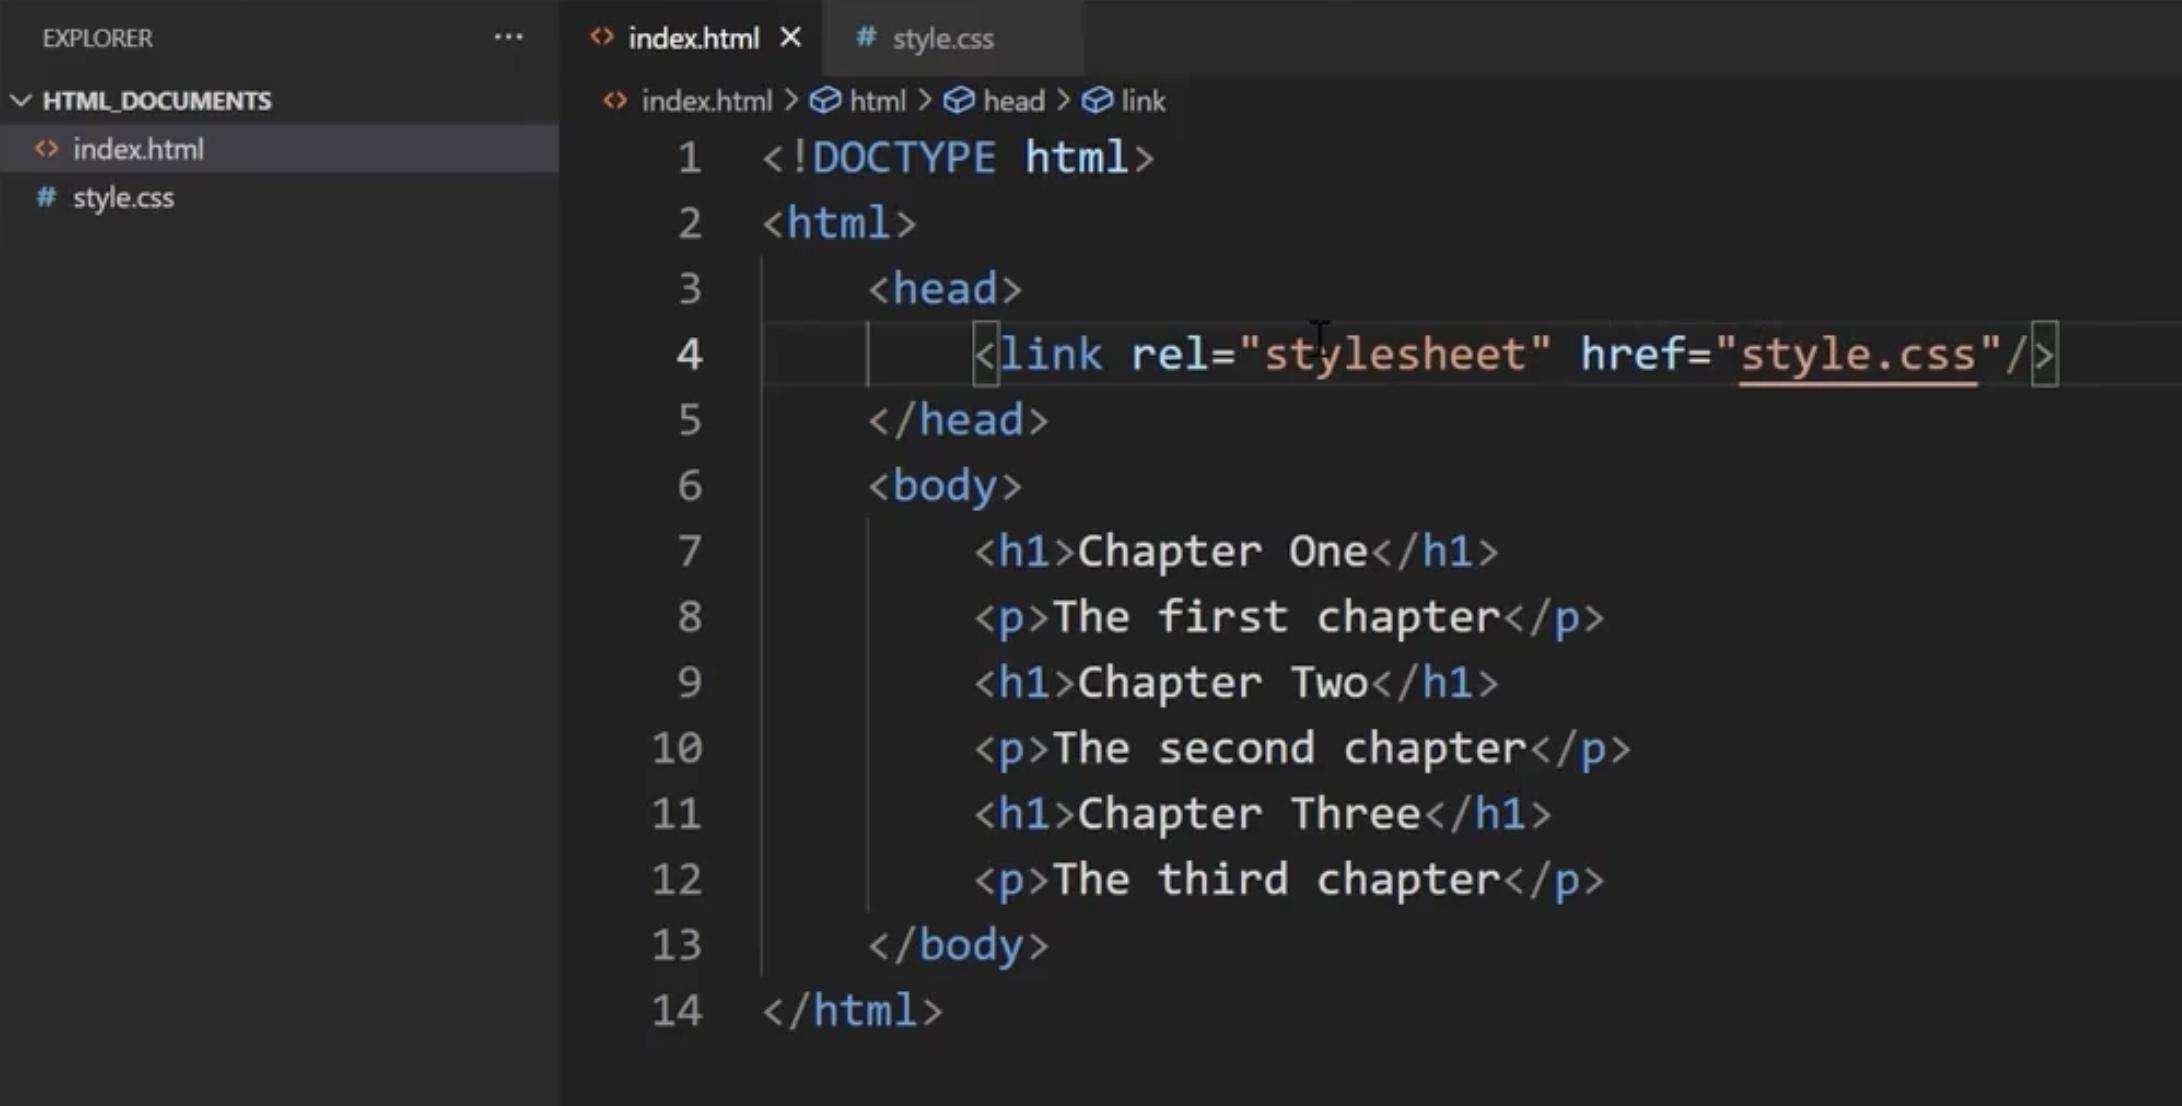 EXPLORER ···
HTML_DOCUMENTS
<> index.html
# style.css
<> index.html × # style.css
<> index.html > html > head > link
1 <!DOCTYPE html>
2 <html>
3     <head>
4         <link rel="stylesheet" href="style.css"/>
5     </head>
6     <body>
7         <h1>Chapter One</h1>
8         <p>The first chapter</p>
9         <h1>Chapter Two</h1>
10         <p>The second chapter</p>
11         <h1>Chapter Three</h1>
12         <p>The third chapter</p>
13     </body>
14 </html>